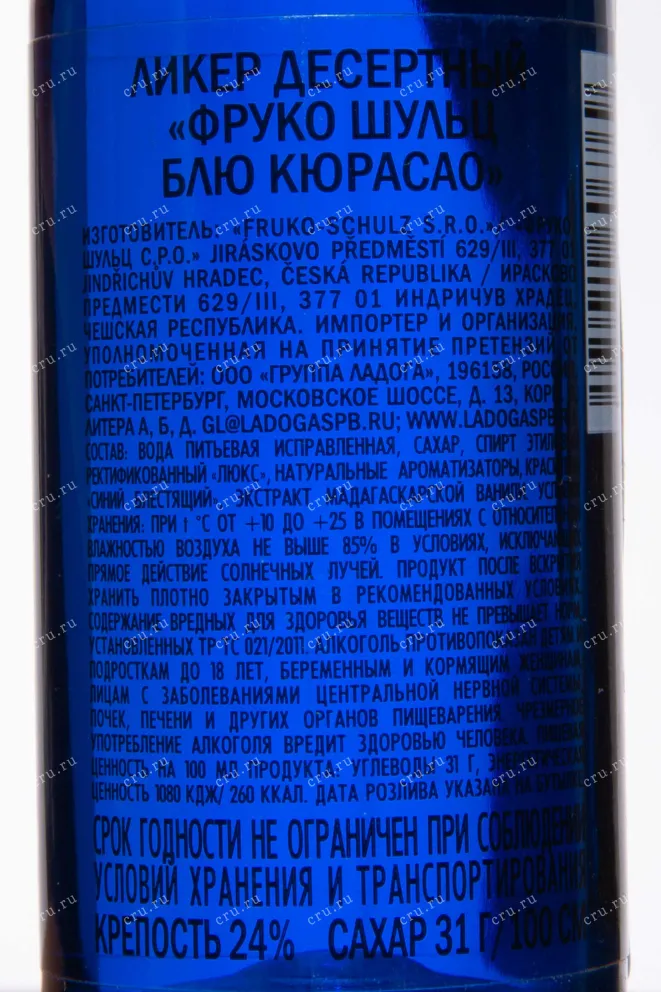 ЛИКЕР ДЕСЕРТНЫЙ
«ФРУКО ШУЛЬЦ
БЛЮ КЮРАСАО»
ИЗГОТОВИТЕЛЬ: «FRUKO SCHULZ S.R.O.» «ФРУКО
ШУЛЬЦ С.Р.О.» JIRÁSKOVO PŘEDMĚSTÍ 629/III, 377 01
JINDŘICHŮV HRADEC, ČESKÁ REPUBLIKA / ИРАСКОВО
ПРЕДМЕСТИ 629/III, 377 01 ИНДРИЧУВ ХРАДЕЦ,
ЧЕШСКАЯ РЕСПУБЛИКА. ИМПОРТЕР И ОРГАНИЗАЦИЯ,
УПОЛНОМОЧЕННАЯ НА ПРИНЯТИЕ ПРЕТЕНЗИЙ ОТ
ПОТРЕБИТЕЛЕЙ: ООО «ГРУППА ЛАДОГА», 196158, РОССИЯ
САНКТ-ПЕТЕРБУРГ, МОСКОВСКОЕ ШОССЕ, Д. 13, КОРП.
ЛИТЕРА А, Б, Д. GL@LADOGASPB.RU; WWW.LADOGASPB.RU
СОСТАВ: ВОДА ПИТЬЕВАЯ ИСПРАВЛЕННАЯ, САХАР, СПИРТ ЭТИЛОВЫЙ
РЕКТИФИКОВАННЫЙ «ЛЮКС», НАТУРАЛЬНЫЕ АРОМАТИЗАТОРЫ, КРАСИТЕЛЬ
«СИНИЙ БЛЕСТЯЩИЙ», ЭКСТРАКТ МАДАГАСКАРСКОЙ ВАНИЛИ. УСЛОВИЯ
ХРАНЕНИЯ: ПРИ t °C ОТ +10 ДО +25 В ПОМЕЩЕНИЯХ С ОТНОСИТЕЛЬНОЙ
ВЛАЖНОСТЬЮ ВОЗДУХА НЕ ВЫШЕ 85% В УСЛОВИЯХ, ИСКЛЮЧАЮЩИХ
ПРЯМОЕ ДЕЙСТВИЕ СОЛНЕЧНЫХ ЛУЧЕЙ. ПРОДУКТ ПОСЛЕ ВСКРЫТИЯ
ХРАНИТЬ ПЛОТНО ЗАКРЫТЫМ В РЕКОМЕНДОВАННЫХ УСЛОВИЯХ.
СОДЕРЖАНИЕ ВРЕДНЫХ ДЛЯ ЗДОРОВЬЯ ВЕЩЕСТВ НЕ ПРЕВЫШАЕТ НОРМ,
УСТАНОВЛЕННЫХ ТР ТС 021/2011. АЛКОГОЛЬ ПРОТИВОПОКАЗАН ДЕТЯМ И
ПОДРОСТКАМ ДО 18 ЛЕТ, БЕРЕМЕННЫМ И КОРМЯЩИМ ЖЕНЩИНАМ,
ЛИЦАМ С ЗАБОЛЕВАНИЯМИ ЦЕНТРАЛЬНОЙ НЕРВНОЙ СИСТЕМЫ,
ПОЧЕК, ПЕЧЕНИ И ДРУГИХ ОРГАНОВ ПИЩЕВАРЕНИЯ. ЧРЕЗМЕРНОЕ
УПОТРЕБЛЕНИЕ АЛКОГОЛЯ ВРЕДИТ ЗДОРОВЬЮ ЧЕЛОВЕКА. ПИЩЕВАЯ
ЦЕННОСТЬ НА 100 МЛ ПРОДУКТА: УГЛЕВОДЫ 31 Г, ЭНЕРГЕТИЧЕСКАЯ
ЦЕННОСТЬ 1080 КДЖ/ 260 ККАЛ. ДАТА РОЗЛИВА УКАЗАНА НА БУТЫЛКЕ.
СРОК ГОДНОСТИ НЕ ОГРАНИЧЕН ПРИ СОБЛЮДЕНИИ
УСЛОВИЙ ХРАНЕНИЯ И ТРАНСПОРТИРОВАНИЯ
КРЕПОСТЬ 24% САХАР 31 Г/100 СМ